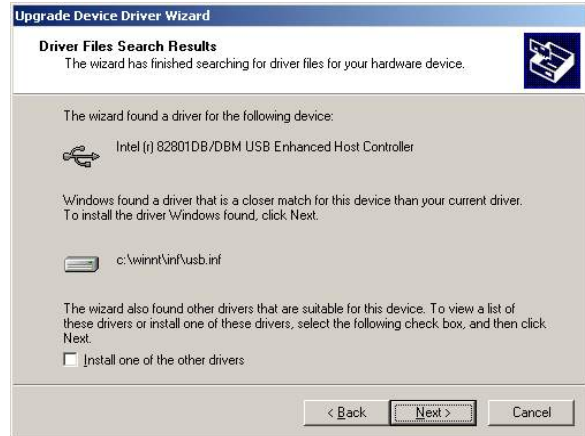 Upgrade Device Driver Wizard
Driver Files Search Results
The wizard has finished searching for driver files for your hardware device.
The wizard found a driver for the following device:
Intel (r) 82801DB/DBM USB Enhanced Host Controller
Windows found a driver that is a closer match for this device than your current driver.
To install the driver Windows found, click Next.
c:\winnt\inf\usb.inf
The wizard also found other drivers that are suitable for this device. To view a list of
these drivers or install one of these drivers, select the following check box, and then click
Next.
Install one of the other drivers
< Back Next > Cancel